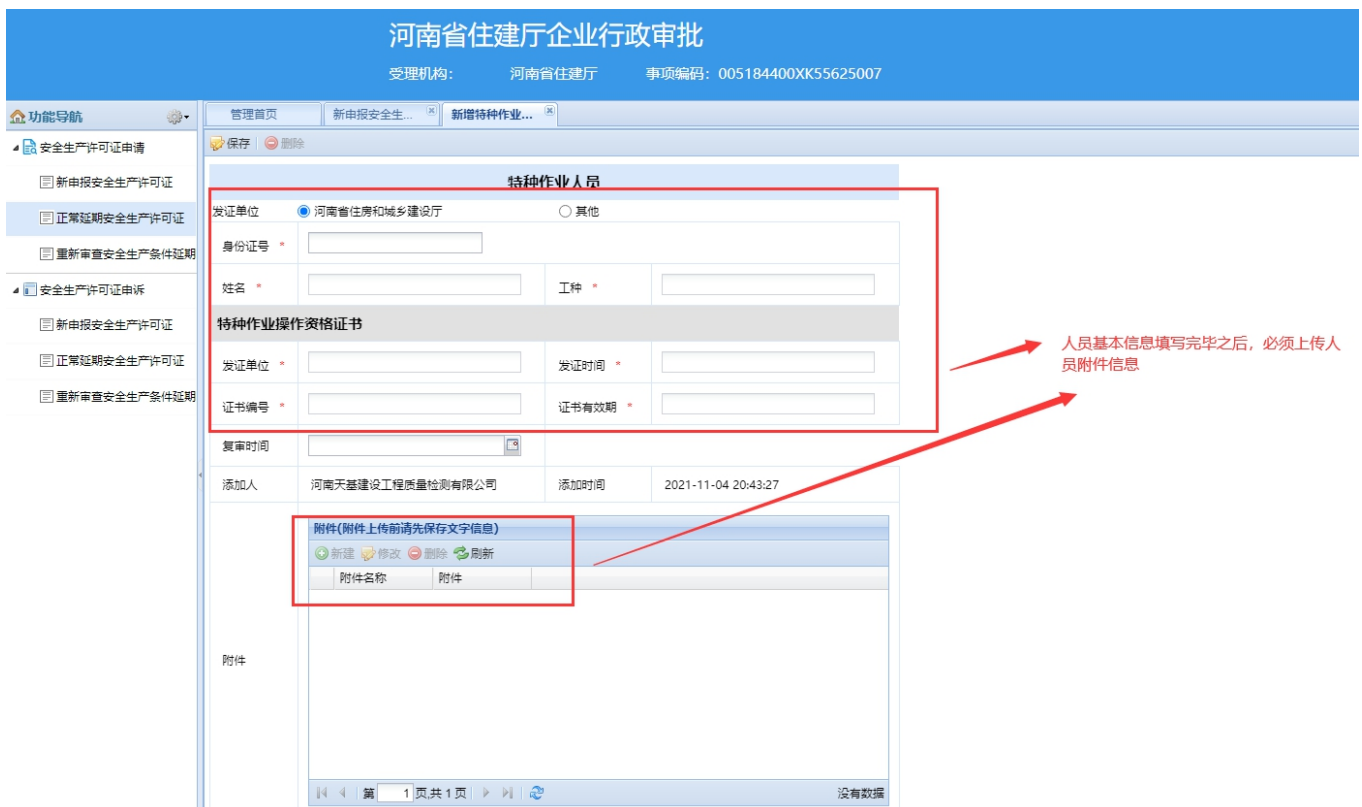 河南省住建厅企业行政审批
受理机构： 河南省住建厅 事项编码：005184400XK55625007
功能导航
管理首页 新申报安全生... 新增特种作业...
安全生产许可证申请
新申报安全生产许可证
正常延期安全生产许可证
重新审查安全生产条件延期
安全生产许可证申诉
新申报安全生产许可证
正常延期安全生产许可证
重新审查安全生产条件延期
保存 删除
特种作业人员
发证单位 河南省住房和城乡建设厅 其他
身份证号 *
姓名 * 工种 *
特种作业操作资格证书
发证单位 * 发证时间 *
证书编号 * 证书有效期 *
复审时间
添加人 河南天基建设工程质量检测有限公司 添加时间 2021-11-04 20:43:27
附件
附件(附件上传前请先保存文字信息)
新建 修改 删除 刷新
附件名称 附件
第 1 页,共 1 页 没有数据
人员基本信息填写完毕之后，必须上传人
员附件信息